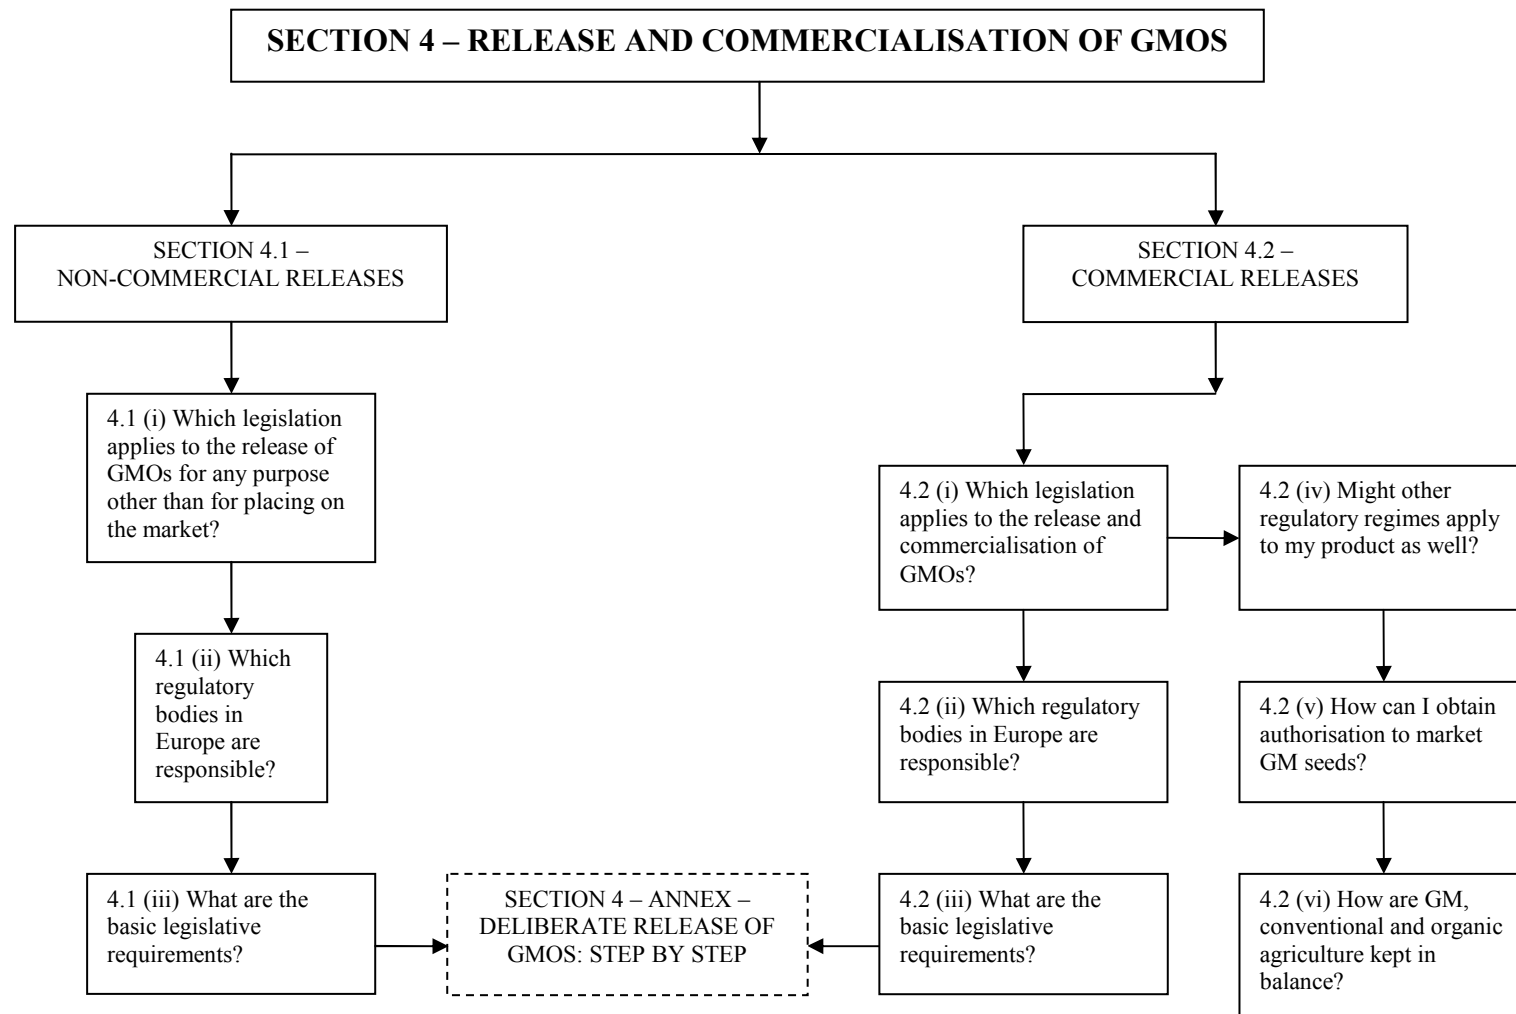 SECTION 4 – RELEASE AND COMMERCIALISATION OF GMOS
SECTION 4.1 –
NON-COMMERCIAL RELEASES
SECTION 4.2 –
COMMERCIAL RELEASES
4.1 (i) Which legislation
applies to the release of
GMOs for any purpose
other than for placing on
the market?
4.2 (i) Which legislation
applies to the release and
commercialisation of
GMOs?
4.2 (iv) Might other
regulatory regimes apply
to my product as well?
4.1 (ii) Which
regulatory
bodies in
Europe are
responsible?
4.2 (ii) Which regulatory
bodies in Europe are
responsible?
4.2 (v) How can I obtain
authorisation to market
GM seeds?
4.1 (iii) What are the
basic legislative
requirements?
SECTION 4 – ANNEX –
DELIBERATE RELEASE OF
GMOS: STEP BY STEP
4.2 (iii) What are the
basic legislative
requirements?
4.2 (vi) How are GM,
conventional and organic
agriculture kept in
balance?